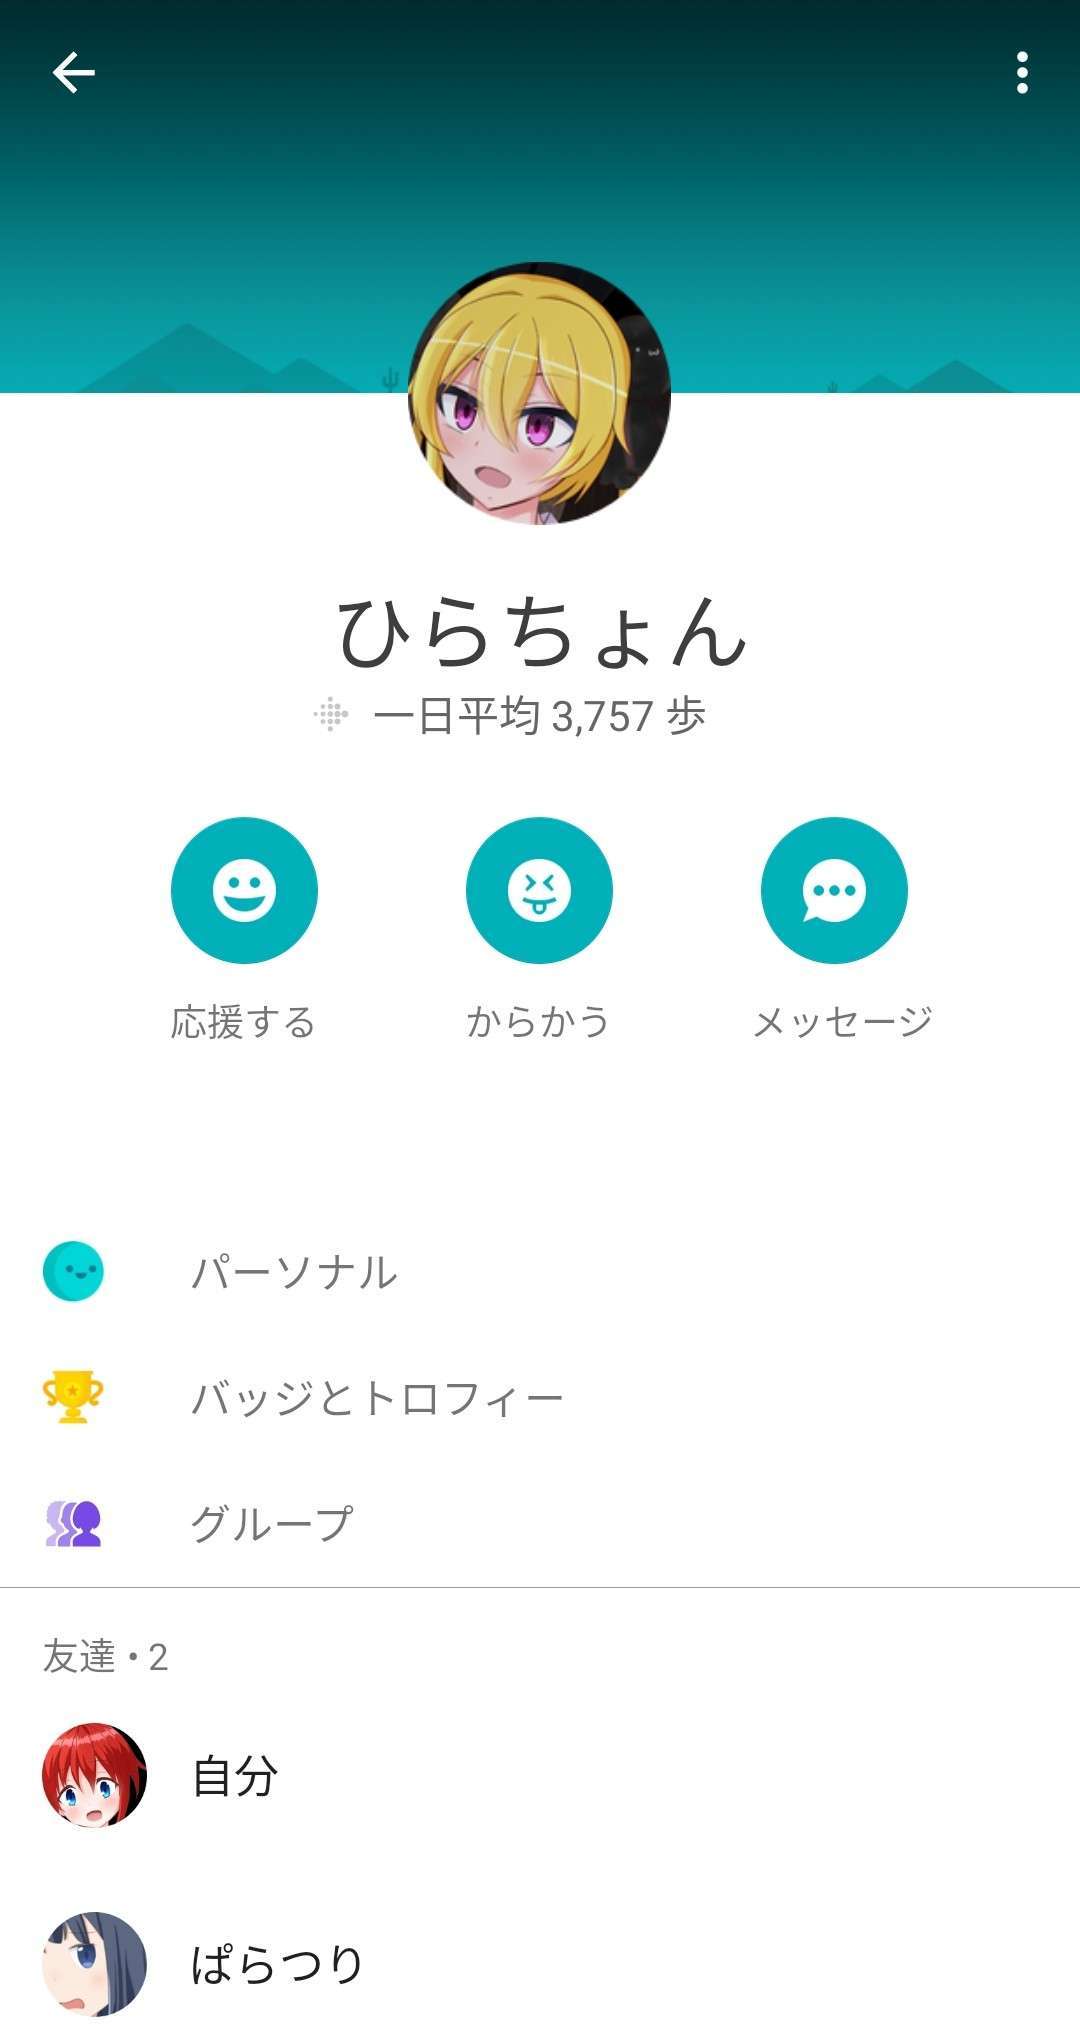 ひらちょん
一日平均 3,757 歩
応援する
からかう
メッセージ
パーソナル
バッジとトロフィー
グループ
友達 • 2
自分
ぱらつり